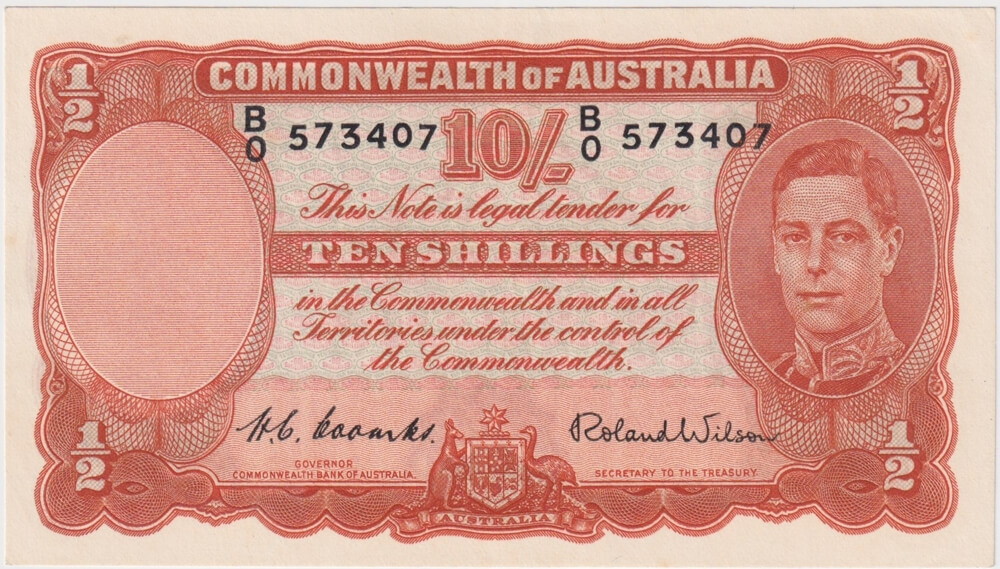 COMMONWEALTH OF AUSTRALIA
1/2
1/2
B/0 573407 10/- B/0 573407
This Note is legal tender for
TEN SHILLINGS
in the Commonwealth and in all
Territories under the control of
the Commonwealth.
H.C. Coombs.
Roland Wilson
GOVERNOR
COMMONWEALTH BANK OF AUSTRALIA.
SECRETARY TO THE TREASURY
1/2
1/2
AUSTRALIA